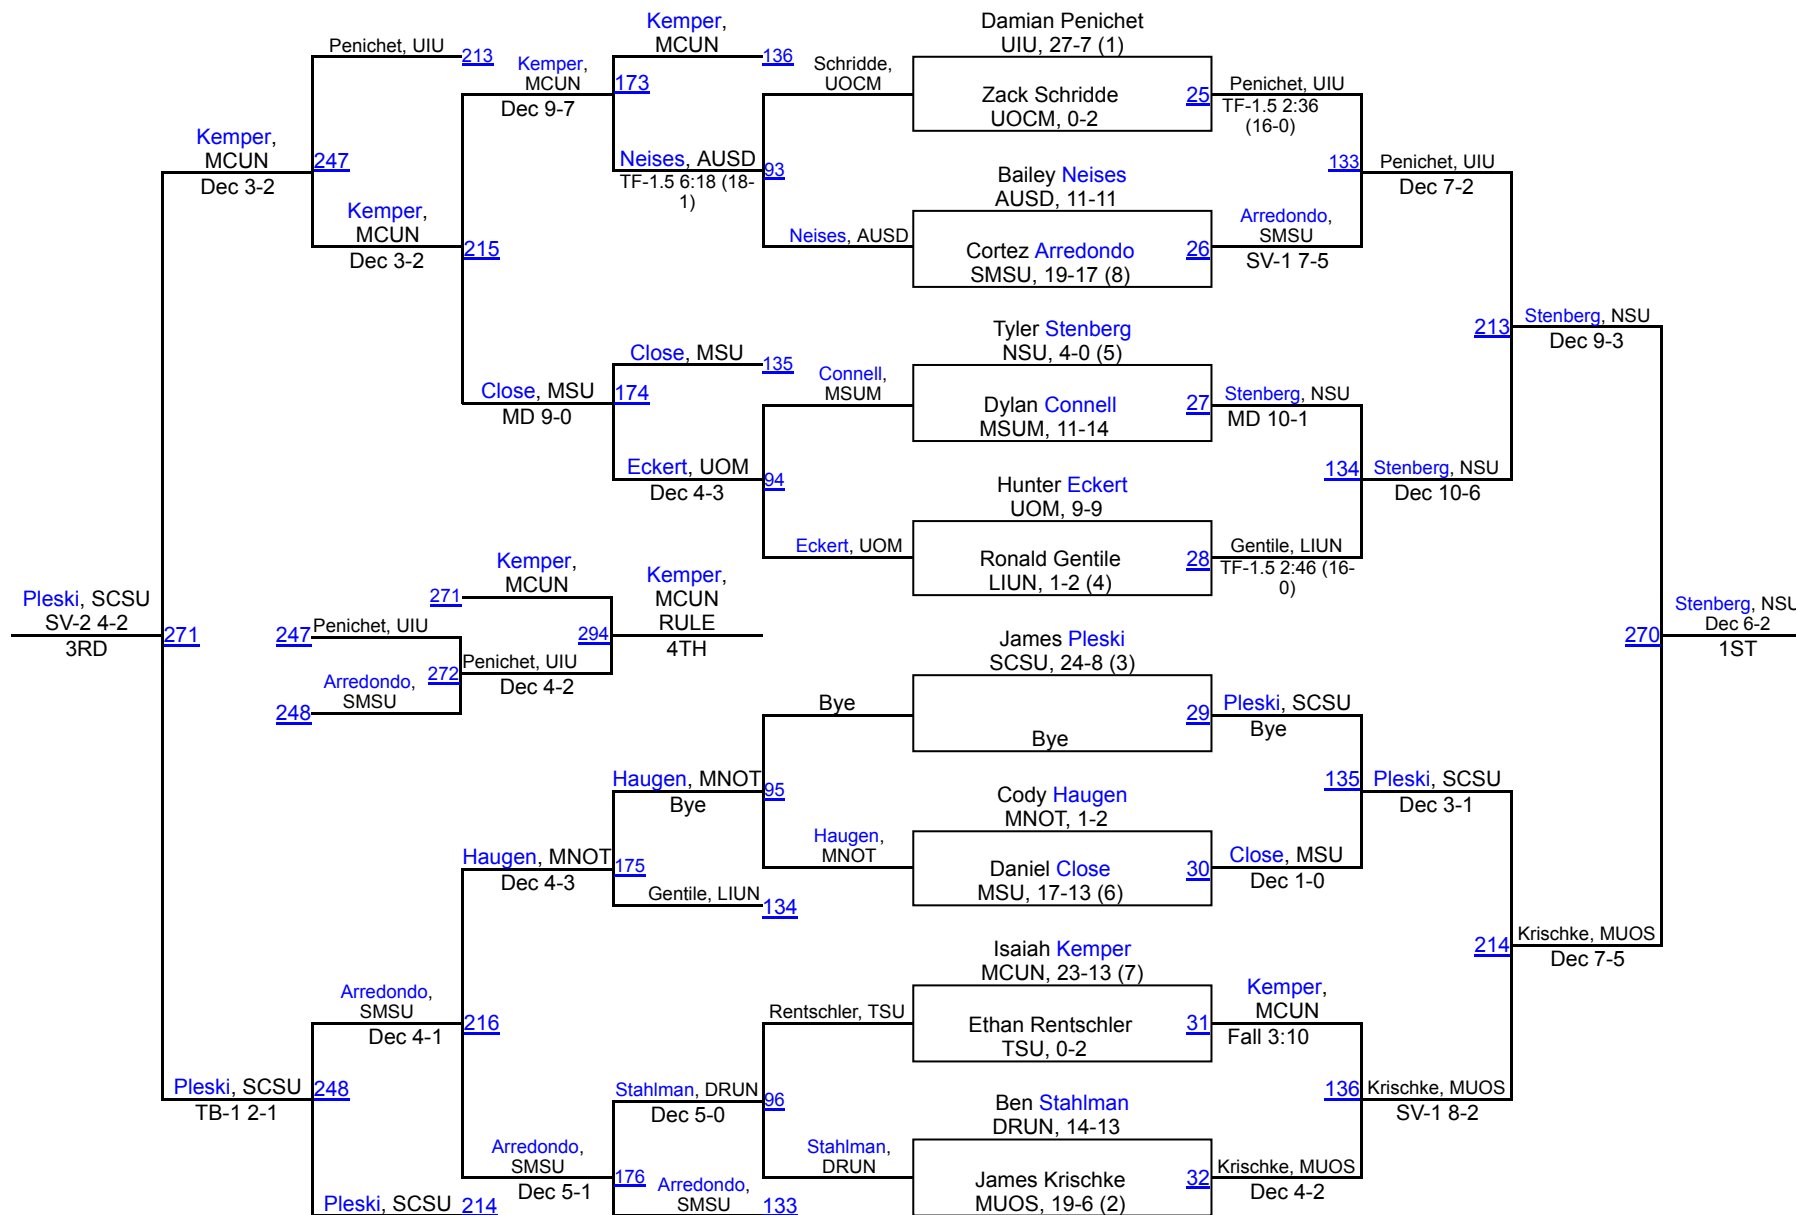 Penichet, UIU
213
Kemper,
MCUN
Dec 3-2
247
Kemper,
MCUN
Dec 3-2
215
Kemper,
MCUN
Dec 9-7
173
Kemper,
MCUN
136
Neises, AUSD
TF-1.5 6:18 (18-
1)
93
Schridde,
UOCM
Neises, AUSD
Close, MSU
MD 9-0
174
Close, MSU
135
Eckert, UOM
Dec 4-3
94
Connell,
MSUM
Eckert, UOM
Pleski, SCSU
SV-2 4-2
3RD
271
271
Kemper,
MCUN
247
Penichet, UIU
248
Arredondo,
SMSU
272
Penichet, UIU
Dec 4-2
294
Kemper,
MCUN
RULE
4TH
Pleski, SCSU
TB-1 2-1
248
Arredondo,
SMSU
Dec 4-1
216
Pleski, SCSU
214
Haugen, MNOT
Dec 4-3
175
Haugen, MNOT
Bye
95
Bye
Haugen,
MNOT
Gentile, LIUN
134
Arredondo,
SMSU
Dec 5-1
176
Stahlman, DRUN
Dec 5-0
96
Rentschler, TSU
Stahlman,
DRUN
Arredondo,
SMSU
133
Damian Penichet
UIU, 27-7 (1)
Zack Schridde
UOCM, 0-2
25
Penichet, UIU
TF-1.5 2:36
(16-0)
Bailey Neises
AUSD, 11-11
Cortez Arredondo
SMSU, 19-17 (8)
26
Arredondo,
SMSU
SV-1 7-5
133
Penichet, UIU
Dec 7-2
Tyler Stenberg
NSU, 4-0 (5)
Dylan Connell
MSUM, 11-14
27
Stenberg, NSU
MD 10-1
Hunter Eckert
UOM, 9-9
Ronald Gentile
LIUN, 1-2 (4)
28
Gentile, LIUN
TF-1.5 2:46 (16-
0)
134
Stenberg, NSU
Dec 10-6
213
Stenberg, NSU
Dec 9-3
James Pleski
SCSU, 24-8 (3)
Bye
29
Pleski, SCSU
Bye
Cody Haugen
MNOT, 1-2
Daniel Close
MSU, 17-13 (6)
30
Close, MSU
Dec 1-0
135
Pleski, SCSU
Dec 3-1
Isaiah Kemper
MCUN, 23-13 (7)
Ethan Rentschler
TSU, 0-2
31
Kemper,
MCUN
Fall 3:10
Ben Stahlman
DRUN, 14-13
James Krischke
MUOS, 19-6 (2)
32
Krischke, MUOS
Dec 4-2
136
Krischke, MUOS
SV-1 8-2
214
Krischke, MUOS
Dec 7-5
270
Stenberg, NSU
Dec 6-2
1ST